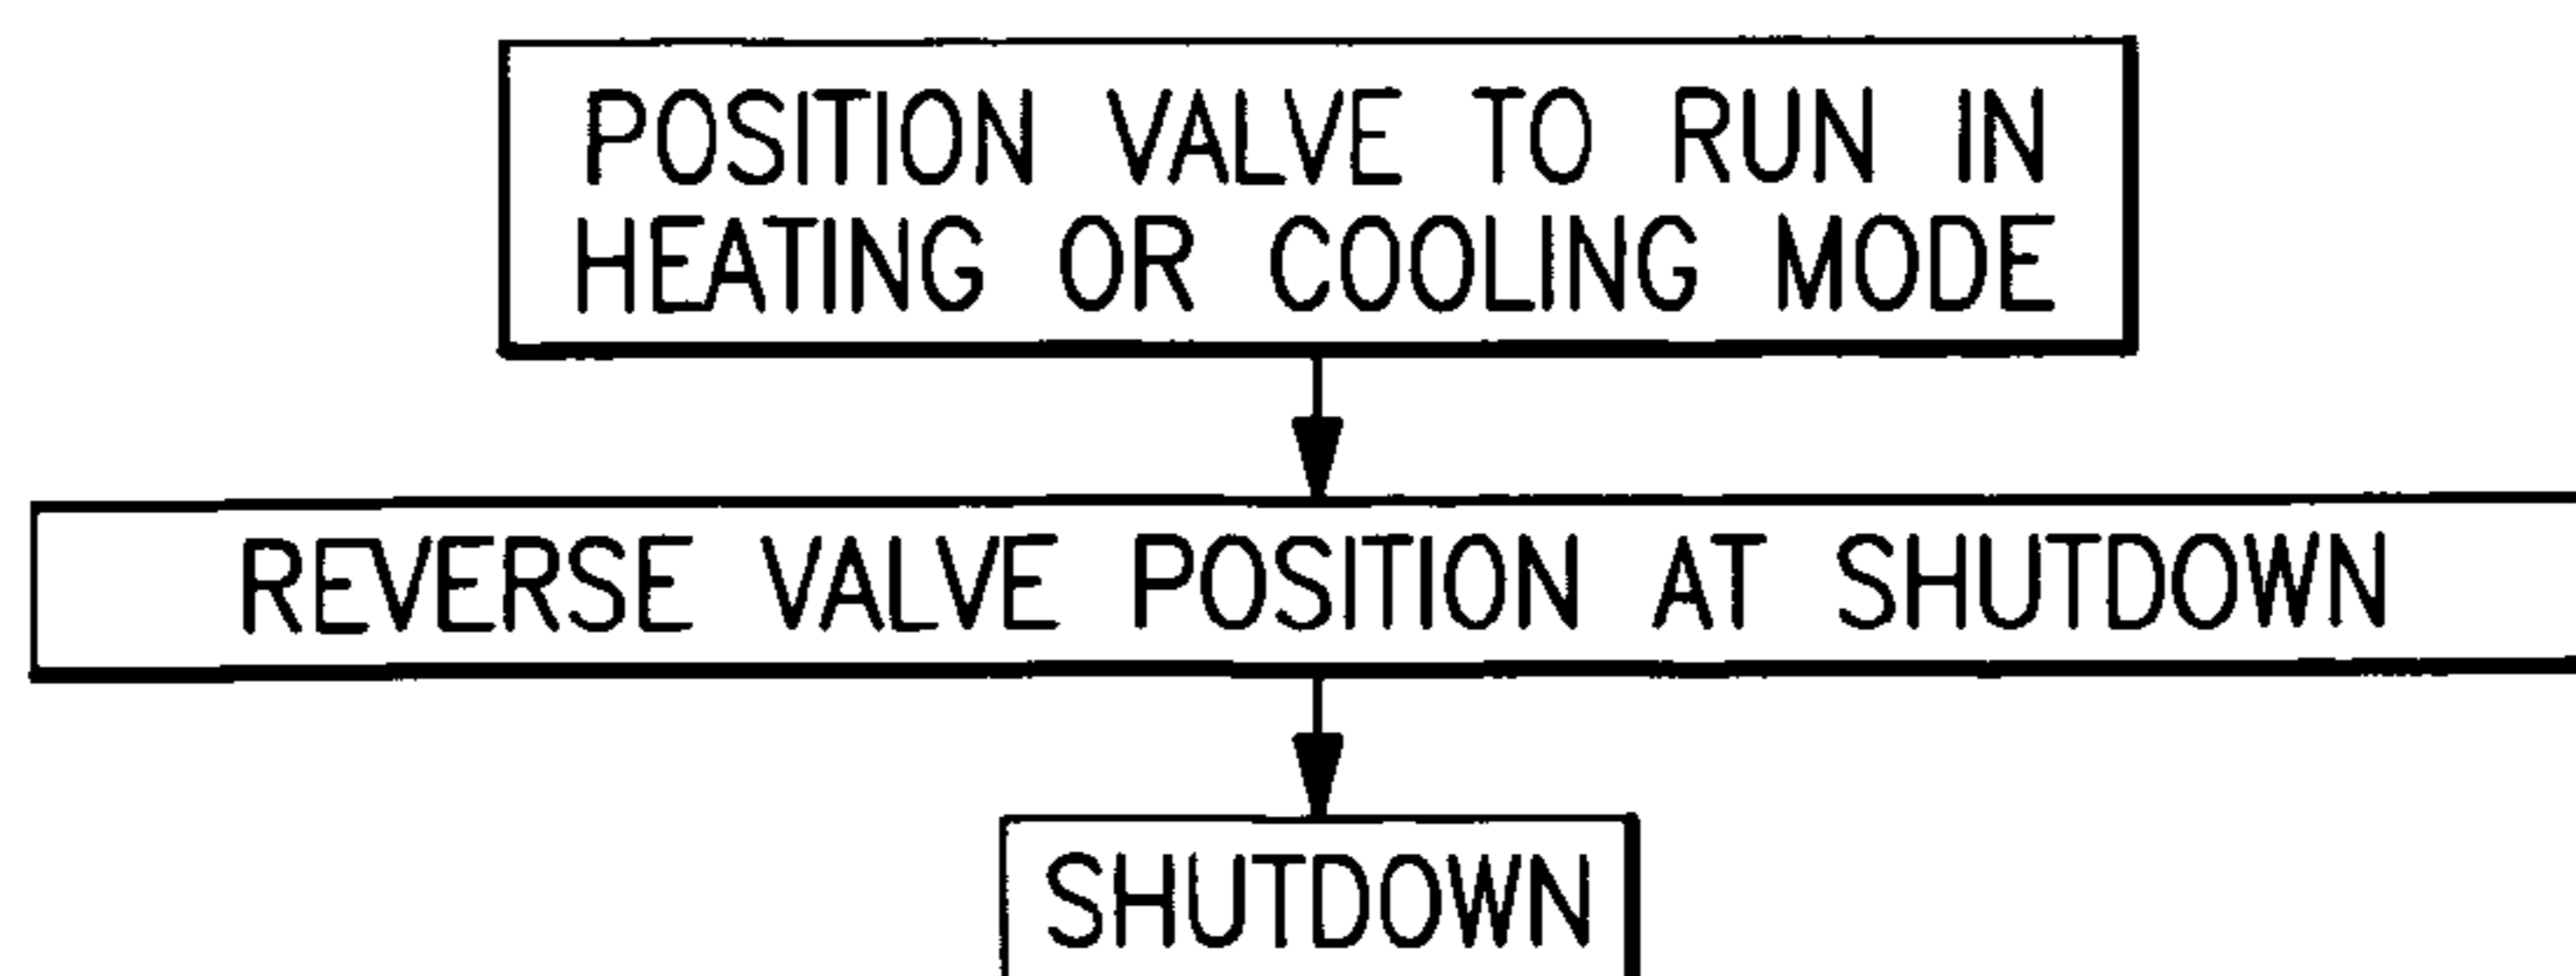 POSITION VALVE TO RUN IN
HEATING OR COOLING MODE
REVERSE VALVE POSITION AT SHUTDOWN
SHUTDOWN